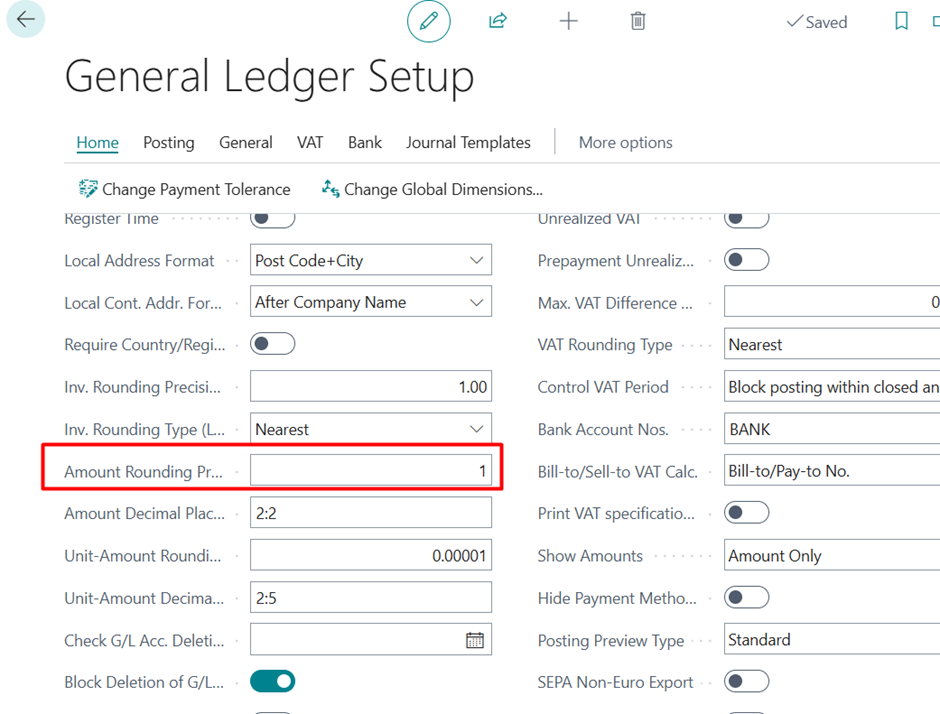 Saved
General Ledger Setup
Home Posting General VAT Bank Journal Templates More options
Change Payment Tolerance Change Global Dimensions...
Register Time
Local Address Format Post Code+City
Local Cont. Addr. For... After Company Name
Require Country/Regi...
Inv. Rounding Precisi... 1.00
Inv. Rounding Type (L... Nearest
Amount Rounding Pr... 1
Amount Decimal Plac... 2:2
Unit-Amount Roundi... 0.00001
Unit-Amount Decima... 2:5
Check G/L Acc. Deleti...
Block Deletion of G/L...
Unrealized VAT
Prepayment Unrealiz...
Max. VAT Difference ... 0
VAT Rounding Type Nearest
Control VAT Period Block posting within closed an
Bank Account Nos. BANK
Bill-to/Sell-to VAT Calc. Bill-to/Pay-to No.
Print VAT specificatio...
Show Amounts Amount Only
Hide Payment Metho...
Posting Preview Type Standard
SEPA Non-Euro Export